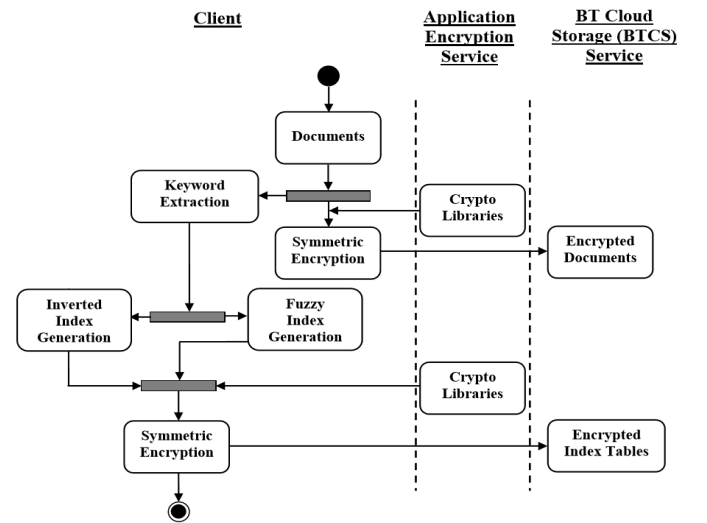 Client
Application
Encryption
Service
BT Cloud
Storage (BTCS)
Service
Documents
Keyword
Extraction
Crypto
Libraries
Symmetric
Encryption
Encrypted
Documents
Inverted
Index
Generation
Fuzzy
Index
Generation
Crypto
Libraries
Symmetric
Encryption
Encrypted
Index Tables